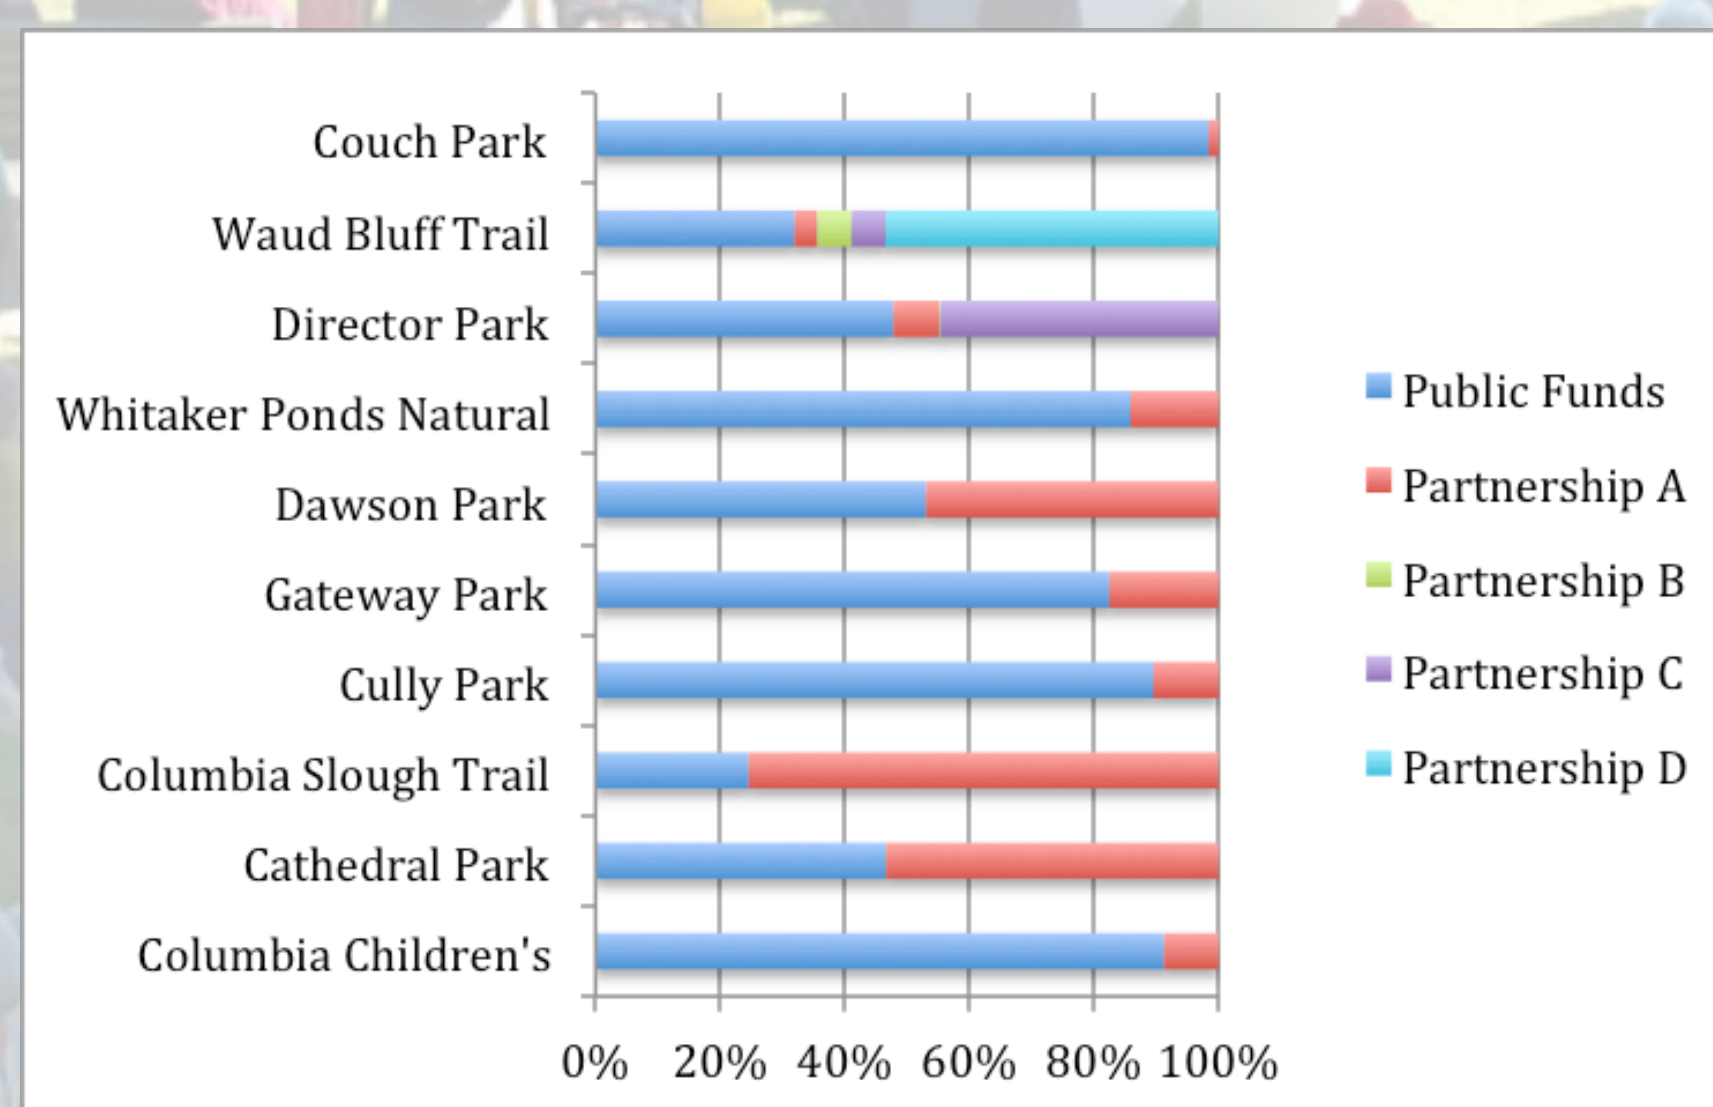 Couch Park
Waud Bluff Trail
Director Park
Whitaker Ponds Natural
Dawson Park
Gateway Park
Cully Park
Columbia Slough Trail
Cathedral Park
Columbia Children's
0% 20% 40% 60% 80% 100%
Public Funds
Partnership A
Partnership B
Partnership C
Partnership D